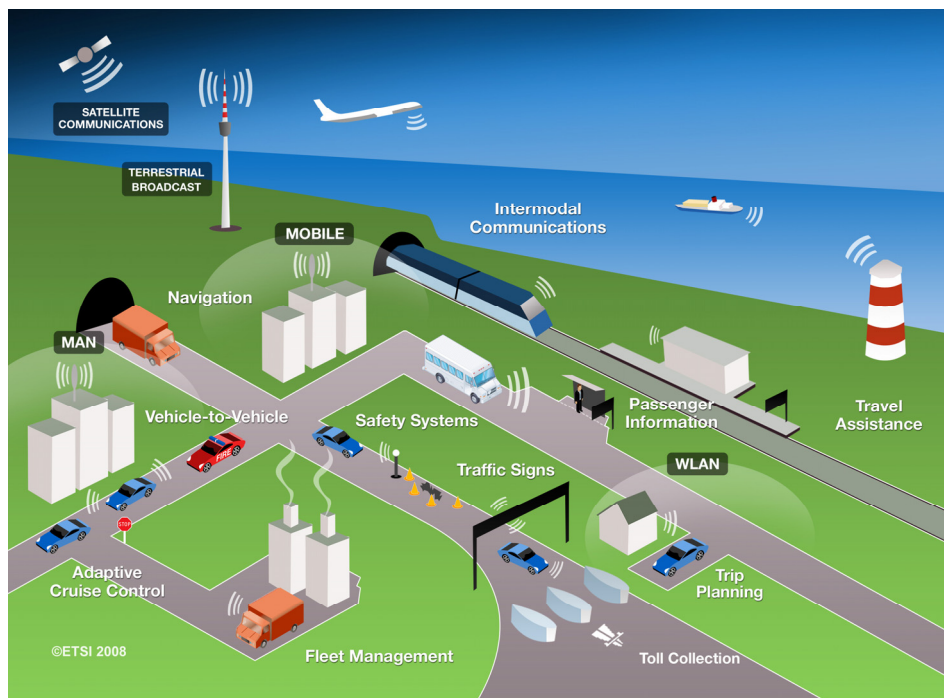 SATELLITE
COMMUNICATIONS
TERRESTRIAL
BROADCAST
Intermodal
Communications
MOBILE
Navigation
MAN
Vehicle-to-Vehicle
Safety Systems
Passenger
Information
Travel
Assistance
FIRE
Traffic Signs
WLAN
STOP
Adaptive
Cruise Control
Trip
Planning
Fleet Management
Toll Collection
©ETSI 2008